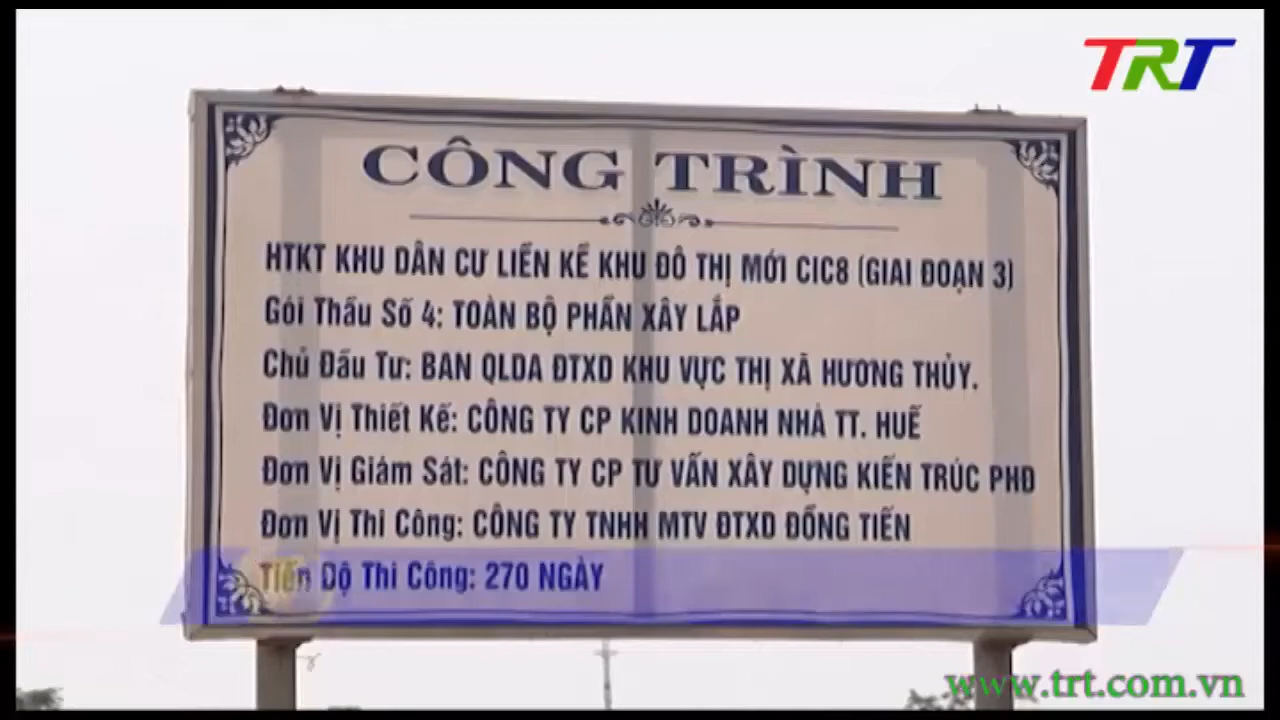 TRT
CÔNG TRÌNH
HTKT KHU DÂN CƯ LIỀN KỀ KHU ĐÔ THỊ MỚI CIC8 (GIAI ĐOẠN 3)
Gói Thầu Số 4: TOÀN BỘ PHẦN XÂY LẮP
Chủ Đầu Tư: BAN QLDA ĐTXD KHU VỰC THỊ XÃ HƯƠNG THỦY.
Đơn Vị Thiết Kế: CÔNG TY CP KINH DOANH NHÀ TT. HUẾ
Đơn Vị Giám Sát: CÔNG TY CP TƯ VẤN XÂY DỰNG KIẾN TRÚC PHĐ
Đơn Vị Thi Công: CÔNG TY TNHH MTV ĐTXD ĐỒNG TIẾN
Tiến Độ Thi Công: 270 NGÀY
www.trt.com.vn